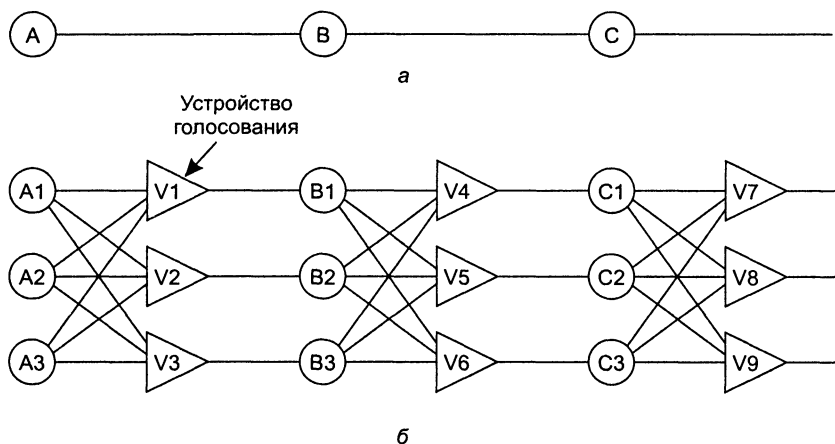 A B C
а
Устройство
голосования
A1 V1 B1 V4 C1 V7
A2 V2 B2 V5 C2 V8
A3 V3 B3 V6 C3 V9
б